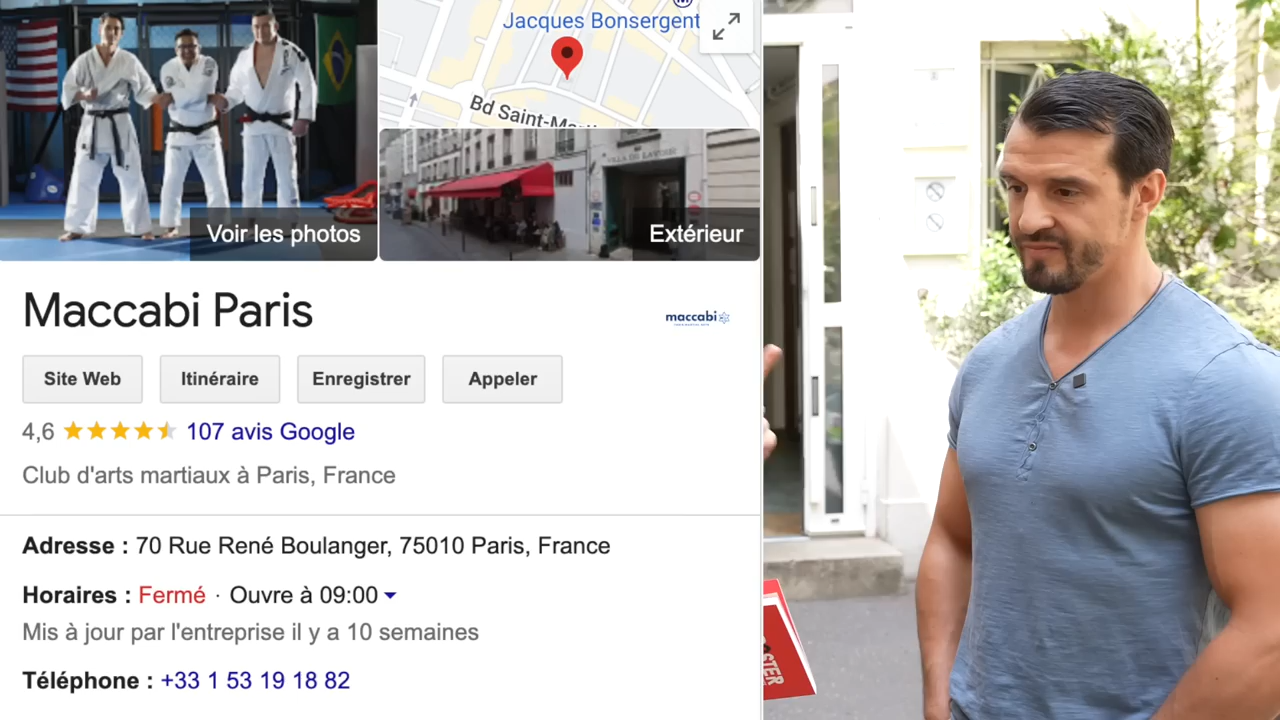 Jacques Bonsergent
Bd Saint-Marti
Voir les photos
Extérieur
Maccabi Paris
maccabi
Site Web
Itinéraire
Enregistrer
Appeler
4,6
107 avis Google
Club d'arts martiaux à Paris, France
Adresse : 70 Rue René Boulanger, 75010 Paris, France
Horaires : Fermé · Ouvre à 09:00
Mis à jour par l'entreprise il y a 10 semaines
Téléphone : +33 1 53 19 18 82